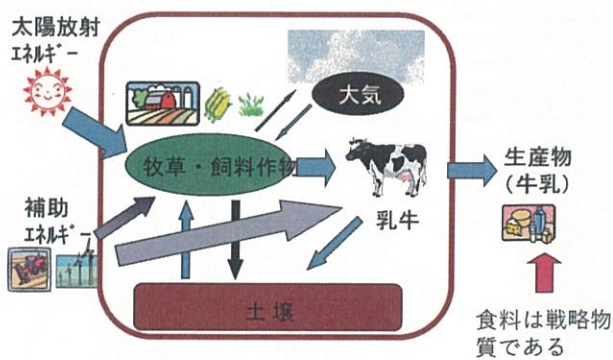 太陽放射
ｴﾈﾙｷﾞｰ
大気
牧草・飼料作物
生産物
(牛乳)
補助
ｴﾈﾙｷﾞｰ
乳牛
土壌
食料は戦略物
質である